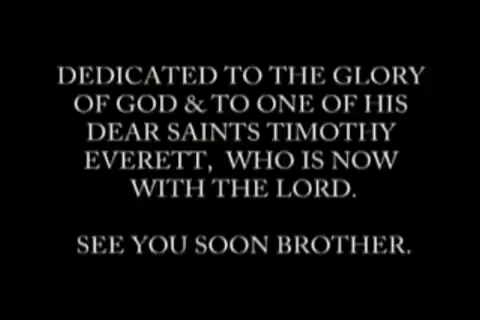 DEDICATED TO THE GLORY
OF GOD & TO ONE OF HIS
DEAR SAINTS TIMOTHY
EVERETT, WHO IS NOW
WITH THE LORD.
SEE YOU SOON BROTHER.